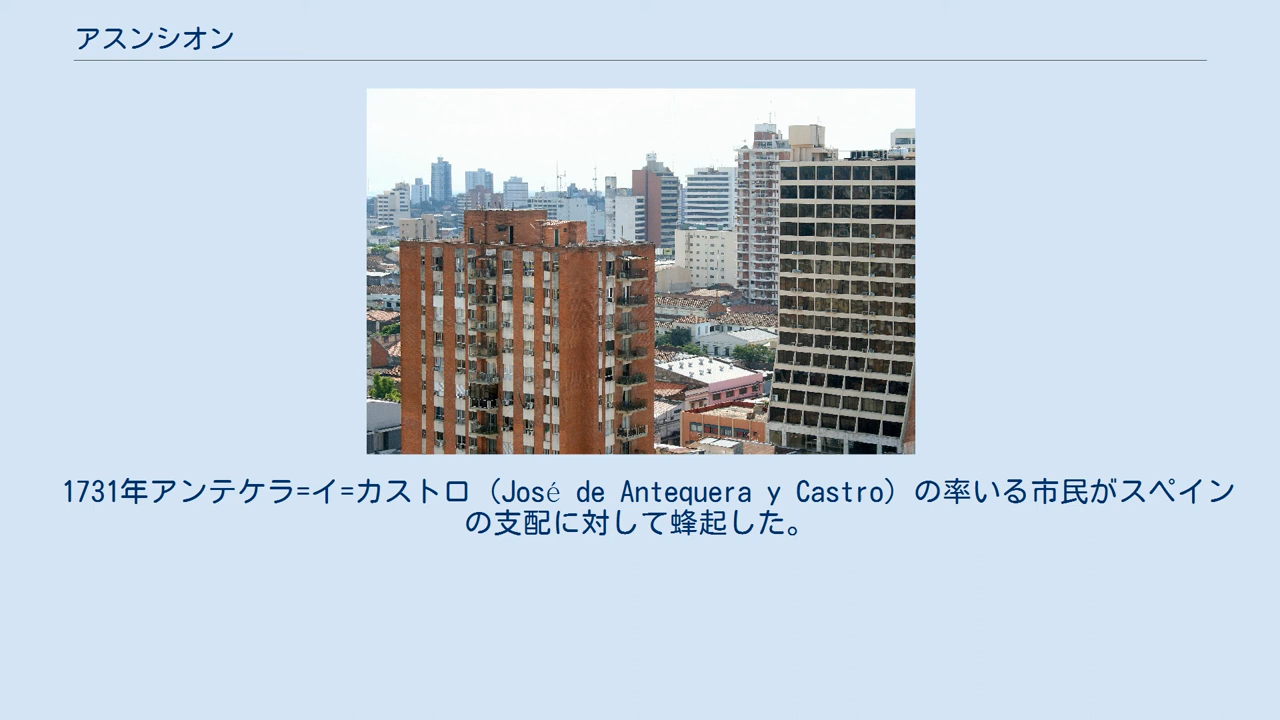 アスンシオン
1731年アンテケラ=イ=カストロ（José de Antequera y Castro）の率いる市民がスペイン
の支配に対して蜂起した。